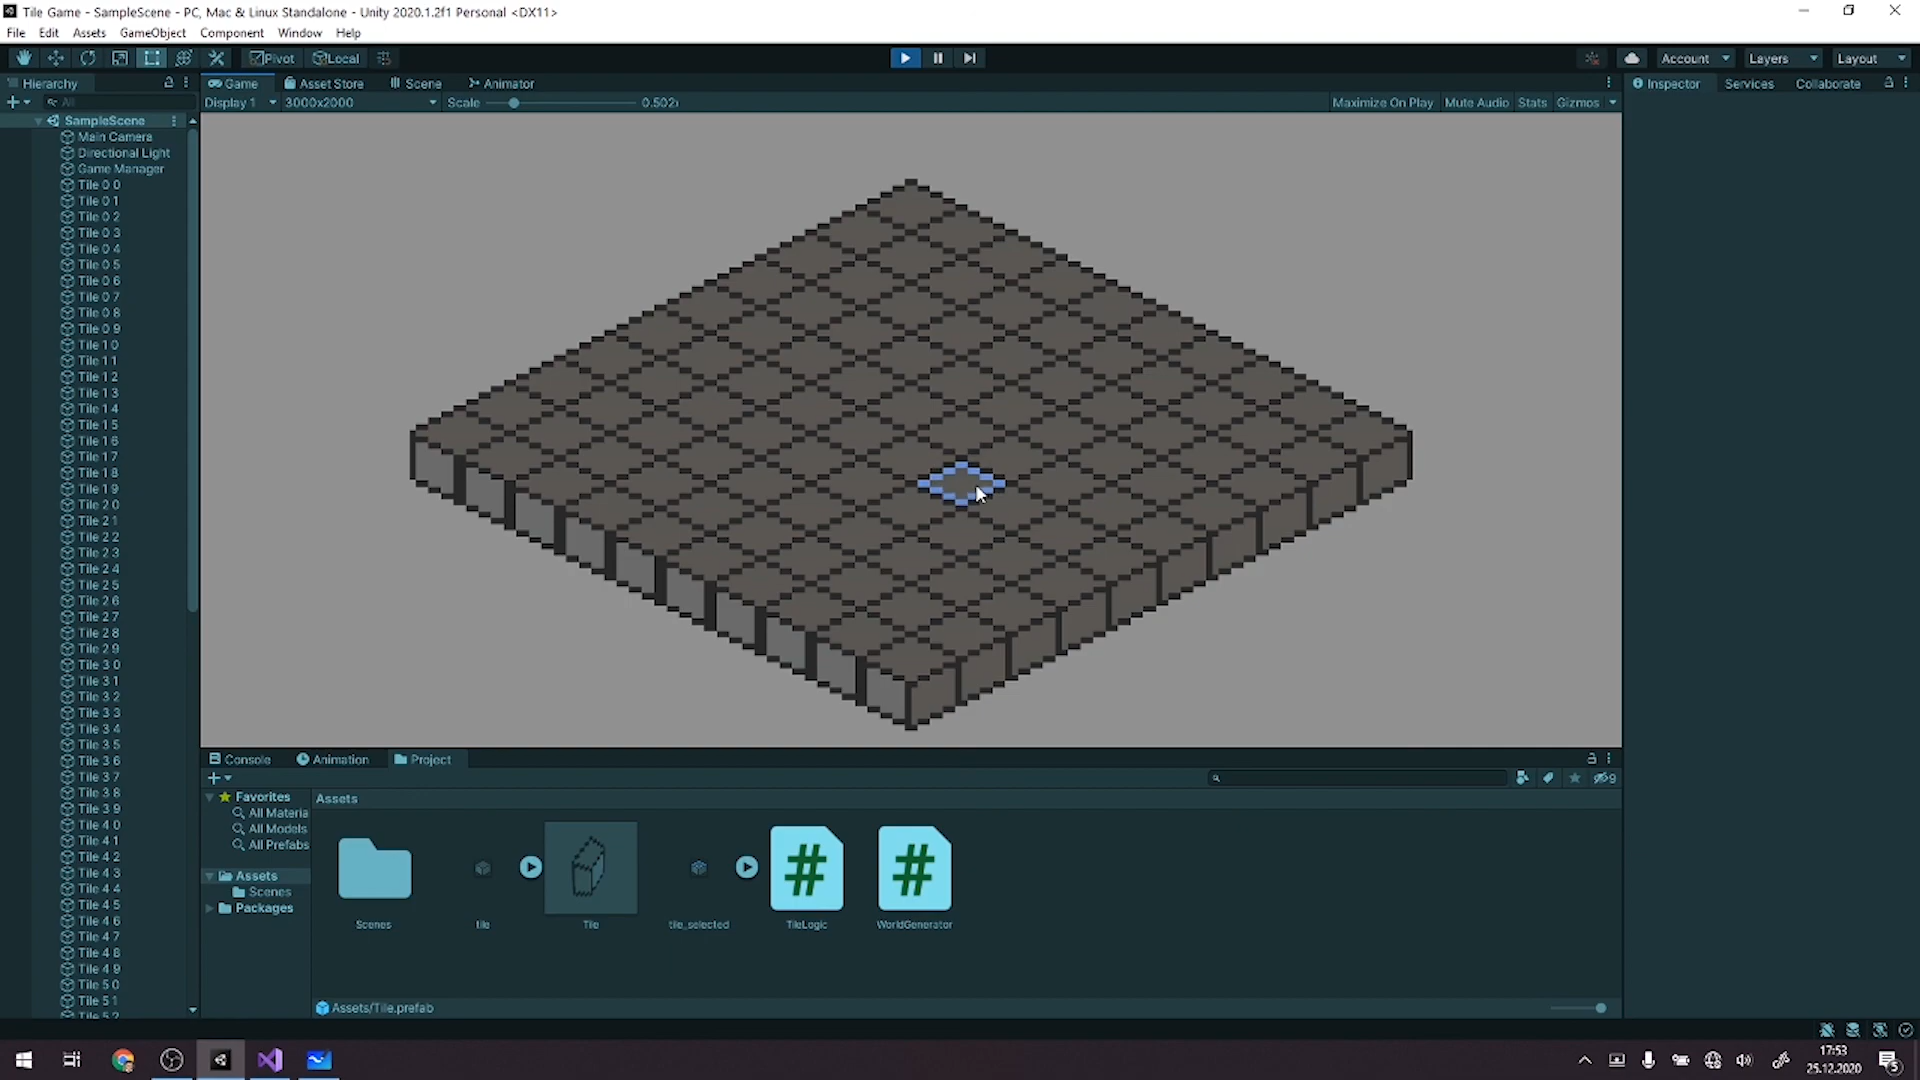 Tile Game - SampleScene - PC, Mac & Linux Standalone - Unity 2020.1.2f1 Personal <DX11>
File Edit Assets GameObject Component Window Help
Pivot Local Account Layers Layout
Hierarchy Game Asset Store Scene Animator Inspector Services Collaborate
All Display 1 3000x2000 Scale 0.502 Maximize On Play Mute Audio Stats Gizmos
SampleScene
Main Camera
Directional Light
Game Manager
Tile 0 0
Tile 0 1
Tile 0 2
Tile 0 3
Tile 0 4
Tile 0 5
Tile 0 6
Tile 0 7
Tile 0 8
Tile 0 9
Tile 1 0
Tile 1 1
Tile 1 2
Tile 1 3
Tile 1 4
Tile 1 5
Tile 1 6
Tile 1 7
Tile 1 8
Tile 1 9
Tile 2 0
Tile 2 1
Tile 2 2
Tile 2 3
Tile 2 4
Tile 2 5
Tile 2 6
Tile 2 7
Tile 2 8
Tile 2 9
Tile 3 0
Tile 3 1
Tile 3 2
Tile 3 3
Tile 3 4
Tile 3 5
Tile 3 6
Tile 3 7
Tile 3 8
Tile 3 9
Tile 4 0
Tile 4 1
Tile 4 2
Tile 4 3
Tile 4 4
Tile 4 5
Tile 4 6
Tile 4 7
Tile 4 8
Tile 4 9
Tile 5 0
Tile 5 1
Tile 5 2
Console Animation Project
9
Favorites
All Materia
All Models
All Prefabs
Assets
Scenes
Packages
Assets
Scenes tile Tile tile_selected TileLogic WorldGenerator
Assets/Tile.prefab
17:53
25.12.2020
5